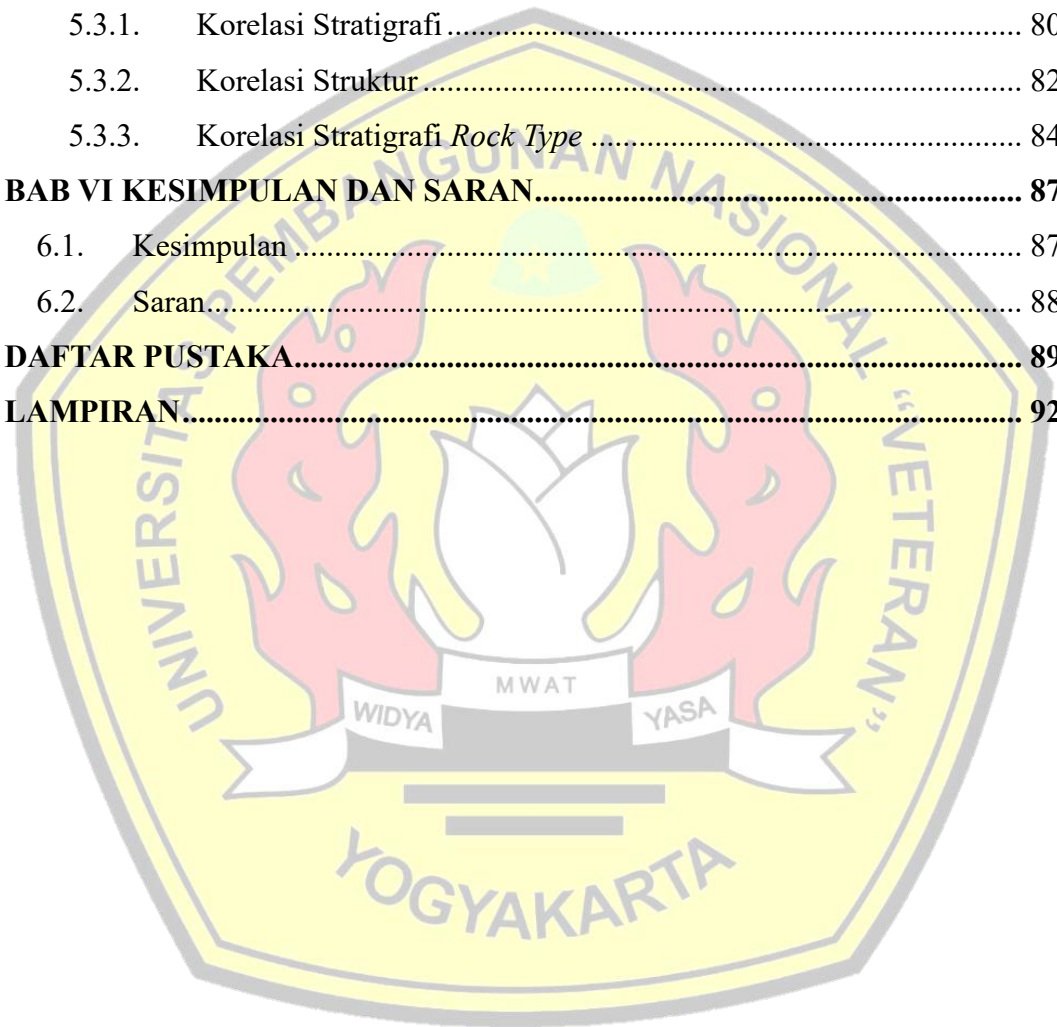 5.3.1. Korelasi Stratigrafi ........................................................................ 80
5.3.2. Korelasi Struktur ........................................................................... 82
5.3.3. Korelasi Stratigrafi Rock Type ...................................................... 84
BAB VI KESIMPULAN DAN SARAN ............................................................. 87
6.1. Kesimpulan ........................................................................................... 87
6.2. Saran ...................................................................................................... 88
DAFTAR PUSTAKA ........................................................................................... 89
LAMPIRAN ......................................................................................................... 92
UNIVERSITAS PEMBANGUNAN NASIONAL "VETERAN"
WIDYA MWAT YASA
YOGYAKARTA